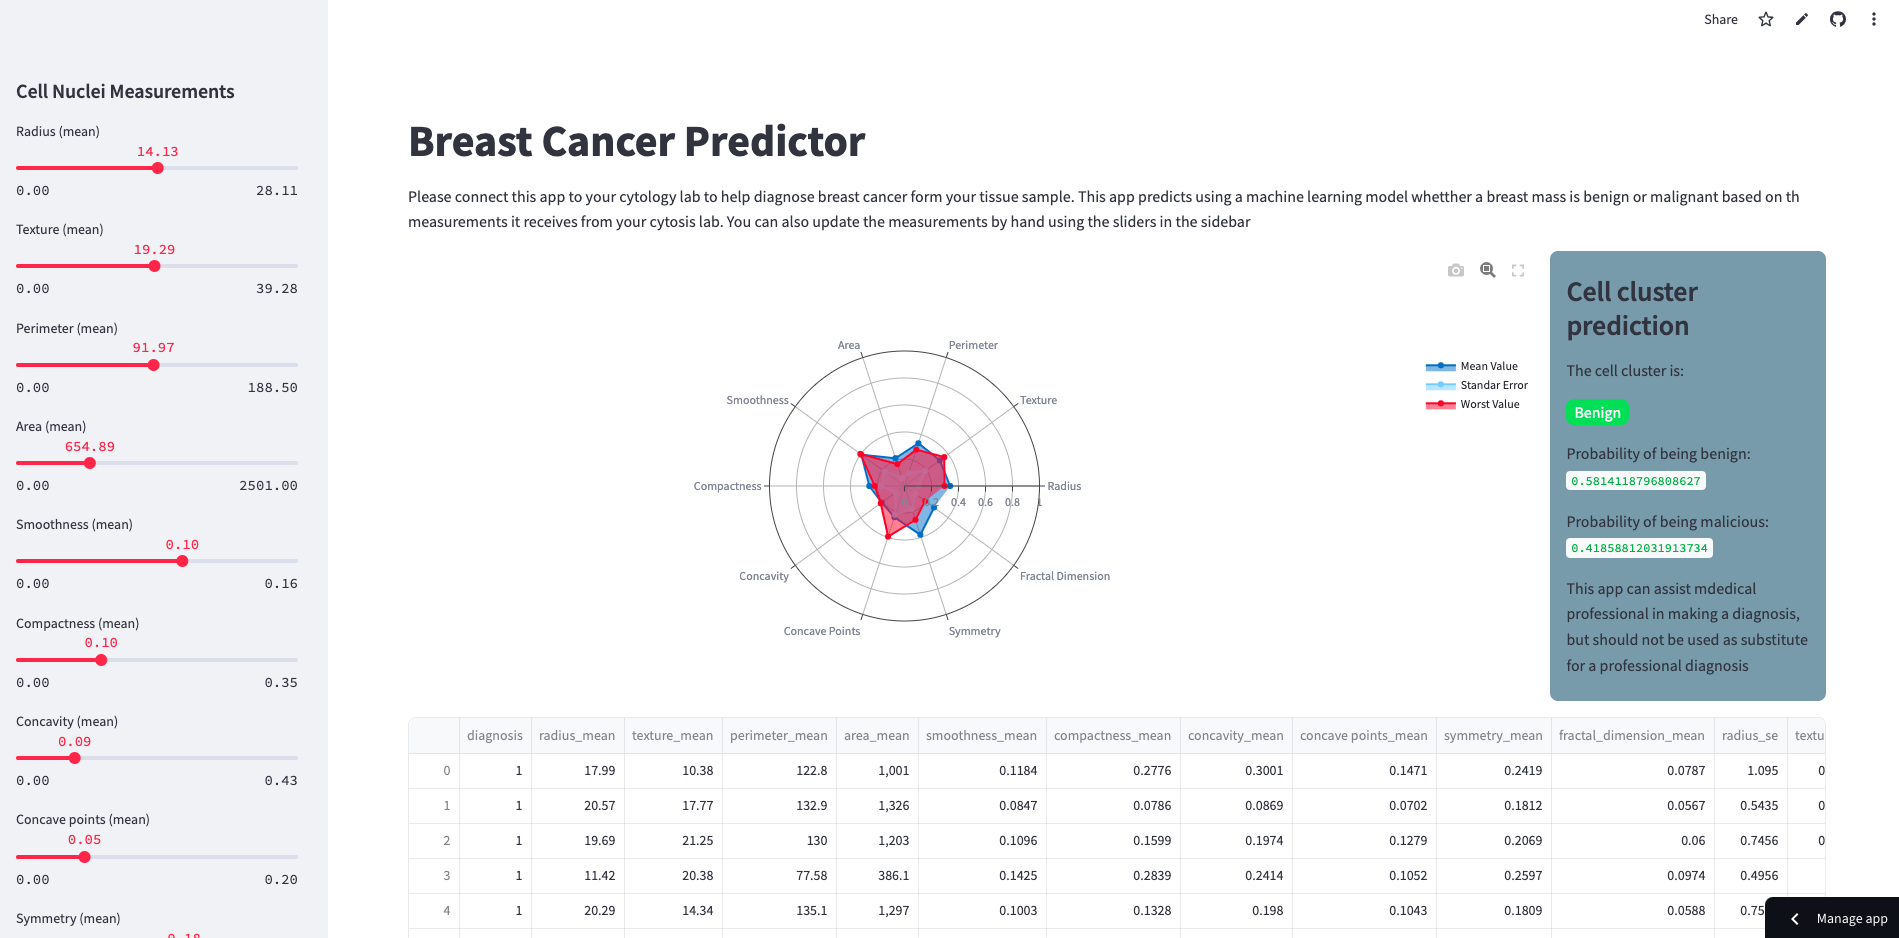 Share
Cell Nuclei Measurements
Radius (mean)
14.13
0.00 28.11
Texture (mean)
19.29
0.00 39.28
Perimeter (mean)
91.97
0.00 188.50
Area (mean)
654.89
0.00 2501.00
Smoothness (mean)
0.10
0.00 0.16
Compactness (mean)
0.10
0.00 0.35
Concavity (mean)
0.09
0.00 0.43
Concave points (mean)
0.05
0.00 0.20
Symmetry (mean)
0.18
Breast Cancer Predictor
Please connect this app to your cytology lab to help diagnose breast cancer form your tissue sample. This app predicts using a machine learning model whetther a breast mass is benign or malignant based on th
measurements it receives from your cytosis lab. You can also update the measurements by hand using the sliders in the sidebar
Area Perimeter
Smoothness Texture
Compactness Radius
0 0.4 0.6 0.8 1
Concavity Fractal Dimension
Concave Points Symmetry
Mean Value
Standar Error
Worst Value
Cell cluster
prediction
The cell cluster is:
Benign
Probability of being benign:
0.5814118796808627
Probability of being malicious:
0.41858812031913734
This app can assist mdedical
professional in making a diagnosis,
but should not be used as substitute
for a professional diagnosis
diagnosis radius_mean texture_mean perimeter_mean area_mean smoothness_mean compactness_mean concavity_mean concave points_mean symmetry_mean fractal_dimension_mean radius_se textu
0 1 17.99 10.38 122.8 1,001 0.1184 0.2776 0.3001 0.1471 0.2419 0.0787 1.095 0
1 1 20.57 17.77 132.9 1,326 0.0847 0.0786 0.0869 0.0702 0.1812 0.0567 0.5435 0
2 1 19.69 21.25 130 1,203 0.1096 0.1599 0.1974 0.1279 0.2069 0.06 0.7456 0
3 1 11.42 20.38 77.58 386.1 0.1425 0.2839 0.2414 0.1052 0.2597 0.0974 0.4956
4 1 20.29 14.34 135.1 1,297 0.1003 0.1328 0.198 0.1043 0.1809 0.0588 0.75
Manage app